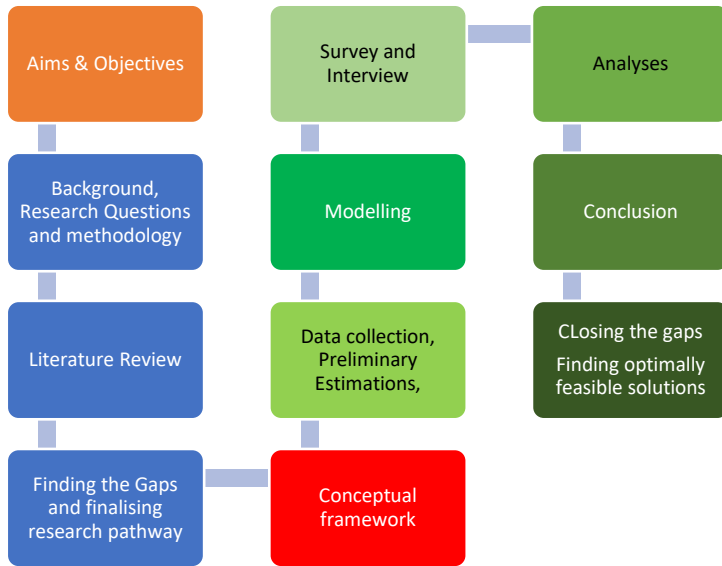 Aims & Objectives
Background,
Research Questions
and methodology
Literature Review
Finding the Gaps
and finalising
research pathway
Conceptual
framework
Data collection,
Preliminary
Estimations,
Modelling
Survey and
Interview
Analyses
Conclusion
CLosing the gaps
Finding optimally
feasible solutions